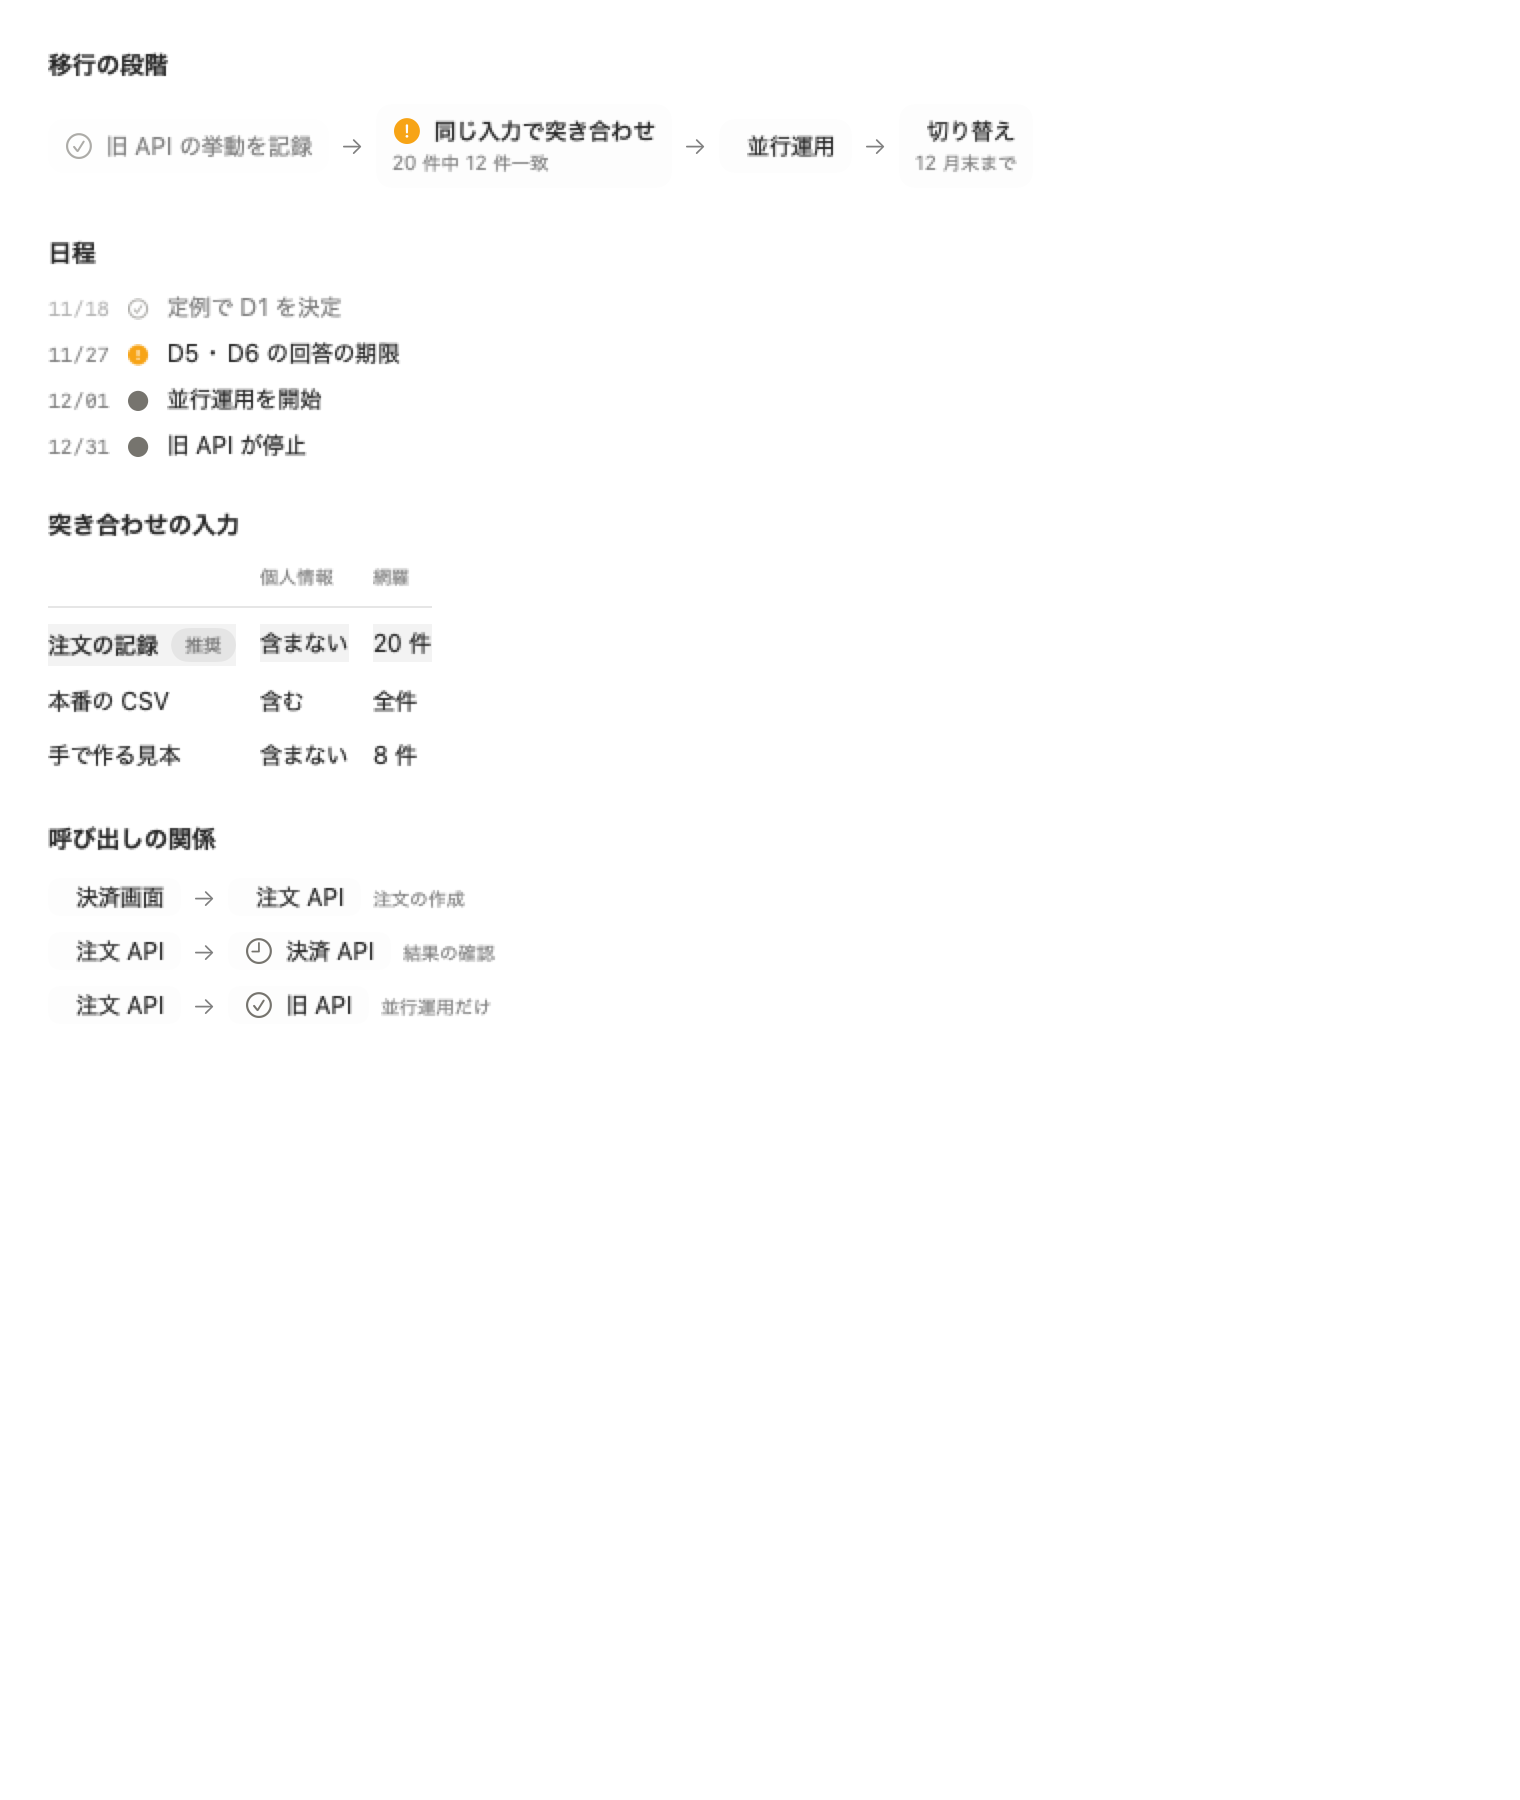 移行の段階
旧 API の挙動を記録 → 同じ入力で突き合わせ → 並行運用 → 切り替え
20 件中 12 件一致 12 月末まで
日程
11/18 定例で D1 を決定
11/27 D5・D6 の回答の期限
12/01 並行運用を開始
12/31 旧 API が停止
突き合わせの入力
個人情報 網羅
注文の記録 推奨 含まない 20 件
本番の CSV 含む 全件
手で作る見本 含まない 8 件
呼び出しの関係
決済画面 → 注文 API 注文の作成
注文 API → 決済 API 結果の確認
注文 API → 旧 API 並行運用だけ